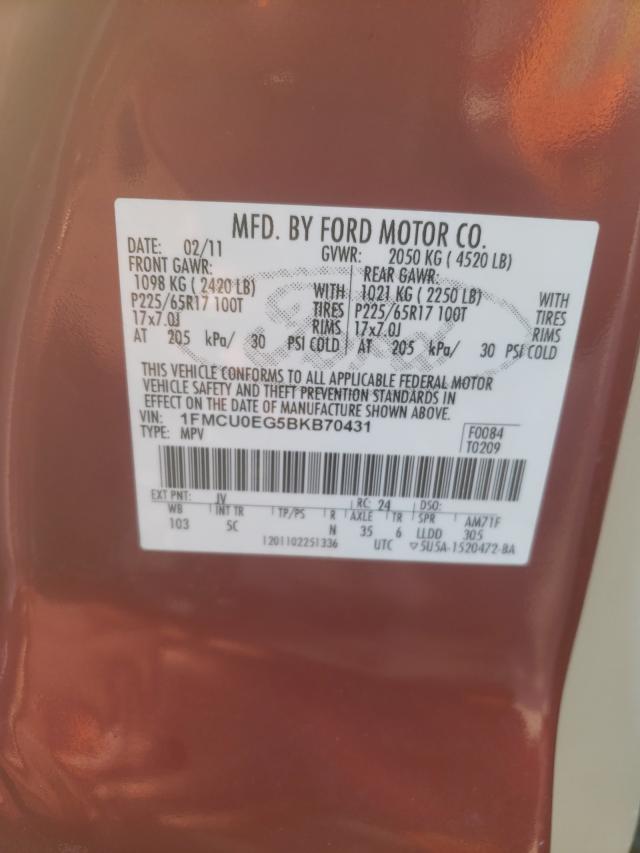 MFD. BY FORD MOTOR CO.
DATE: 02/11 GVWR: 2050 KG ( 4520 LB)
FRONT GAWR: REAR GAWR:
1098 KG ( 2420 LB) WITH 1021 KG ( 2250 LB) WITH
P225/65R17 100T TIRES P225/65R17 100T TIRES
17x7.0J RIMS 17x7.0J RIMS
AT 205 kPa/ 30 PSI COLD AT 205 kPa/ 30 PSI COLD
THIS VEHICLE CONFORMS TO ALL APPLICABLE FEDERAL MOTOR
VEHICLE SAFETY AND THEFT PREVENTION STANDARDS IN
EFFECT ON THE DATE OF MANUFACTURE SHOWN ABOVE.
VIN: 1FMCU0EG5BKB70431 F0084
TYPE: MPV T0209
EXT PNT: JV RC: 24 DSO:
WB INT TR TP/PS R AXLE TR SPR AM71F
103 5C N 35 6 LLDD 305
1201102251336 UTC ▽5U5A-1520472-BA